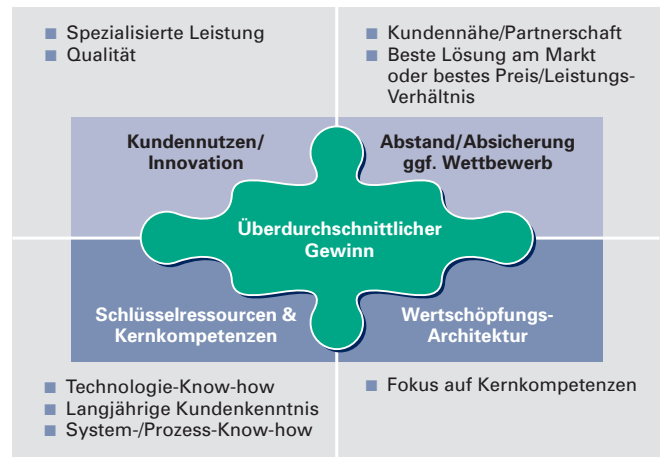 ■ Spezialisierte Leistung
■ Qualität
■ Kundennähe/Partnerschaft
■ Beste Lösung am Markt
oder bestes Preis/Leistungs-
Verhältnis
Kundennutzen/
Innovation
Abstand/Absicherung
ggf. Wettbewerb
Überdurchschnittlicher
Gewinn
Schlüsselressourcen &
Kernkompetenzen
Wertschöpfungs-
Architektur
■ Technologie-Know-how
■ Langjährige Kundenkenntnis
■ System-/Prozess-Know-how
■ Fokus auf Kernkompetenzen